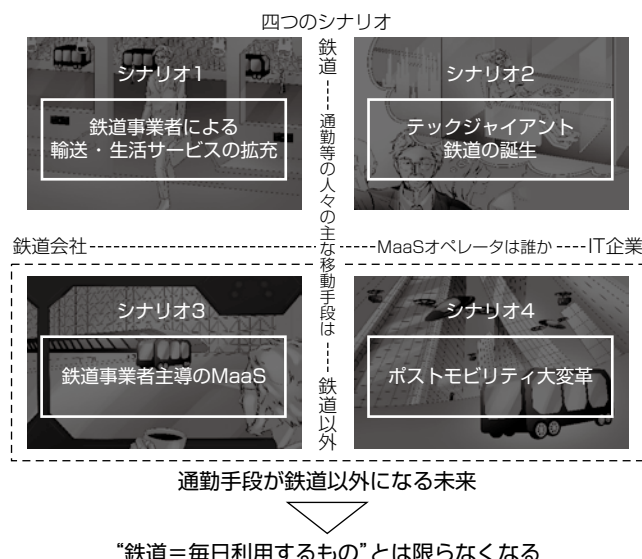 四つのシナリオ
シナリオ1
鉄道事業者による
輸送・生活サービスの拡充
シナリオ2
テックジャイアント
鉄道の誕生
鉄道
通勤等の人々の主な移動手段は
鉄道以外
鉄道会社
MaaSオペレータは誰か
IT企業
シナリオ3
鉄道事業者主導のMaaS
シナリオ4
ポストモビリティ大変革
通勤手段が鉄道以外になる未来
“鉄道=毎日利用するもの”とは限らなくなる